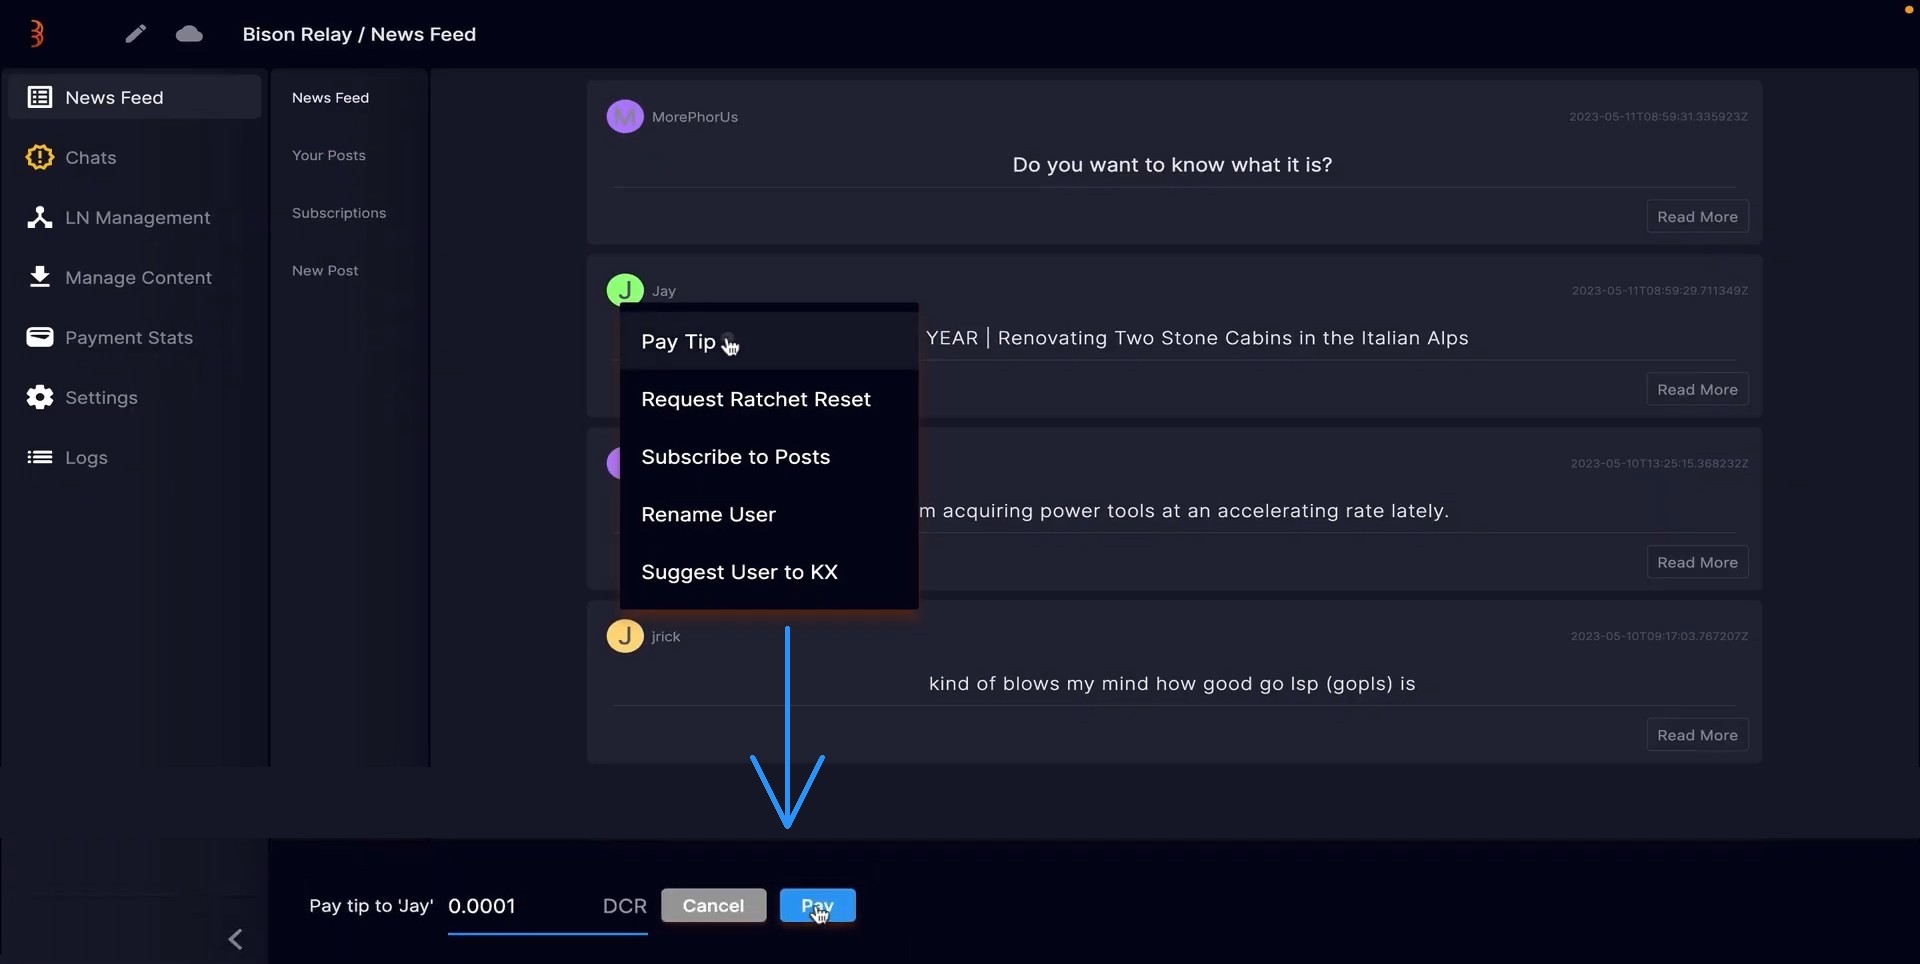 Bison Relay / News Feed
News Feed
Chats
LN Management
Manage Content
Payment Stats
Settings
Logs
News Feed
Your Posts
Subscriptions
New Post
M MorePhorUs 2023-05-11T08:59:31.335923Z
Do you want to know what it is?
Read More
J Jay 2023-05-11T08:59:29.711349Z
YEAR | Renovating Two Stone Cabins in the Italian Alps
Read More
2023-05-10T13:25:15.368232Z
m acquiring power tools at an accelerating rate lately.
Read More
Pay Tip
Request Ratchet Reset
Subscribe to Posts
Rename User
Suggest User to KX
J jrick 2023-05-10T09:17:03.767207Z
kind of blows my mind how good go lsp (gopls) is
Read More
Pay tip to 'Jay' 0.0001 DCR Cancel Pay